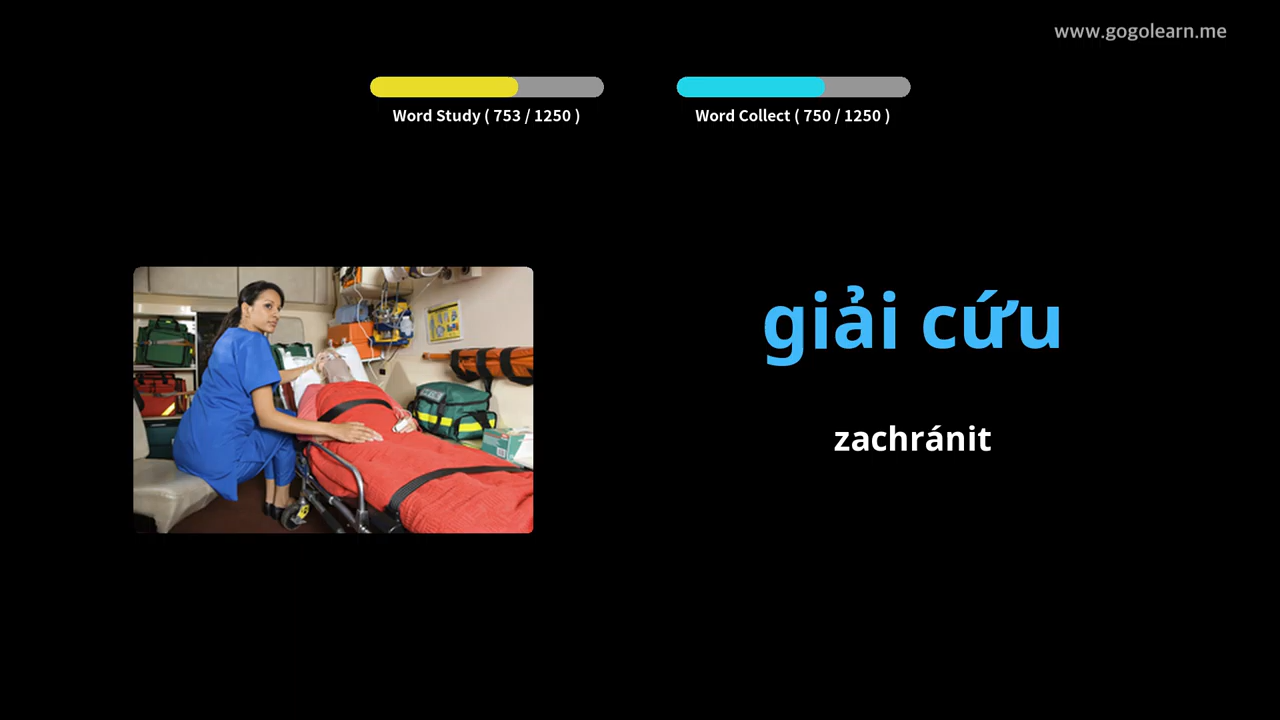 www.gogolearn.me
Word Study ( 753 / 1250 )
Word Collect ( 750 / 1250 )
giải cứu
zachránit